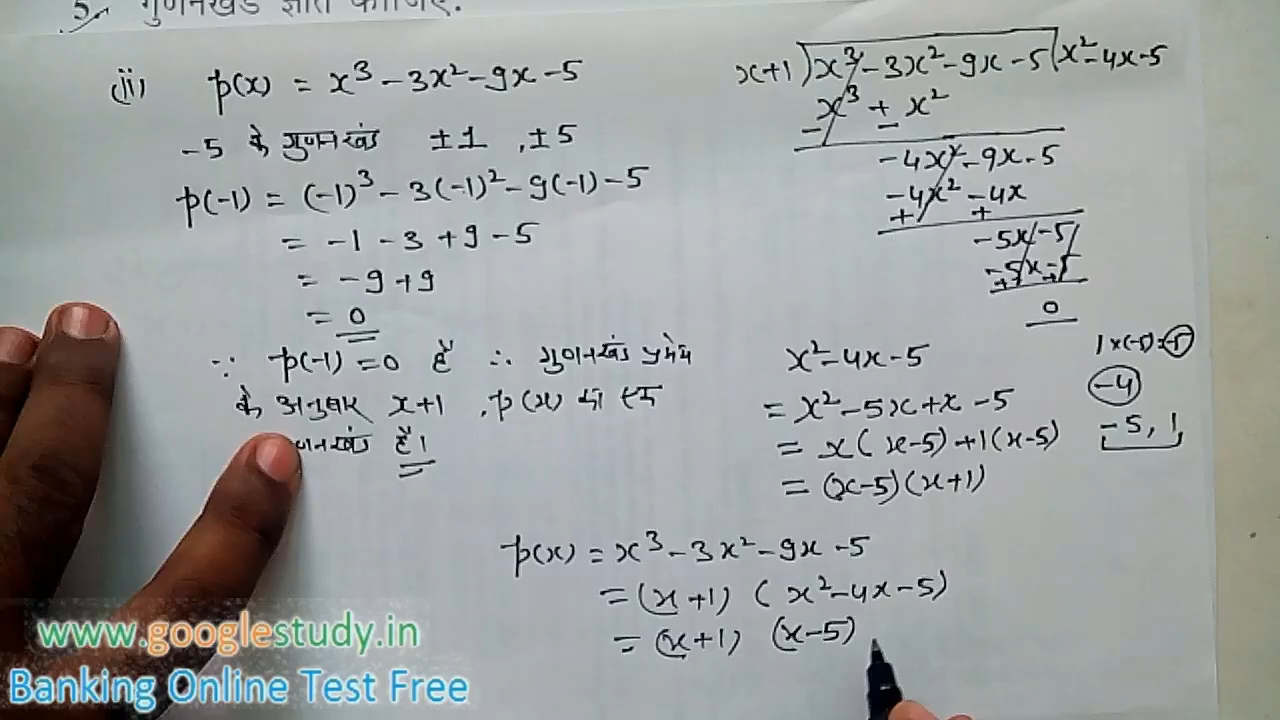 5. गुणनखंड ज्ञात कीजिए.
(ii) p(x) = x³ - 3x² - 9x - 5
-5 के गुणनखंड ±1 , ±5
p(-1) = (-1)³ - 3(-1)² - 9(-1) - 5
= -1 - 3 + 9 - 5
= -9 + 9
= 0
∵ p(-1) = 0 हैं ∴ गुणनखंड प्रमेय
के अनुसार x+1 , p(x) का एक
हैं।
x+1 ) x³ - 3x² - 9x - 5 ( x² - 4x - 5
x³ + x²
- -
-4x² - 9x - 5
-4x² - 4x
+ +
-5x - 5
-5x - 5
+ +
0
x² - 4x - 5
= x² - 5x + x - 5
= x(x-5) + 1(x-5)
= (x-5)(x+1)
1×(-5)=-5
-4
-5, 1
p(x) = x³ - 3x² - 9x - 5
= (x+1) (x² - 4x - 5)
= (x+1) (x-5)
www.googlestudy.in
Banking Online Test Free